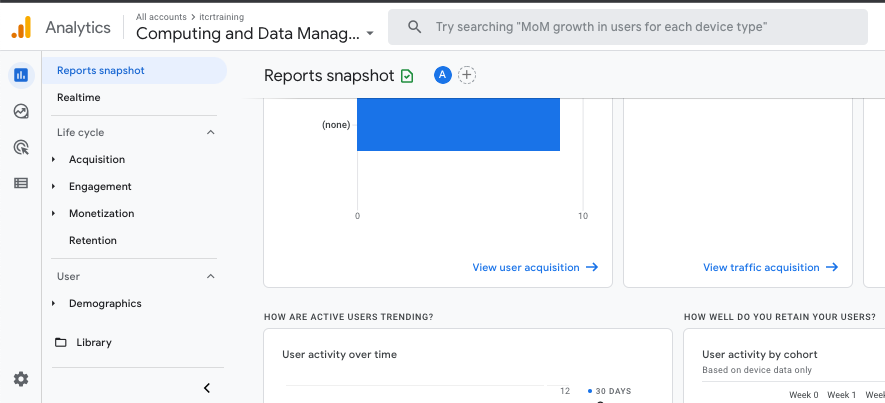 Analytics
All accounts > itcrtraining
Computing and Data Manag...
Try searching "MoM growth in users for each device type"
Reports snapshot
Realtime
Life cycle
Acquisition
Engagement
Monetization
Retention
User
Demographics
Library
Reports snapshot
A
(none)
0
10
View user acquisition
View traffic acquisition
HOW ARE ACTIVE USERS TRENDING?
User activity over time
12
30 DAYS
HOW WELL DO YOU RETAIN YOUR USERS?
User activity by cohort
Based on device data only
Week 0 Week 1